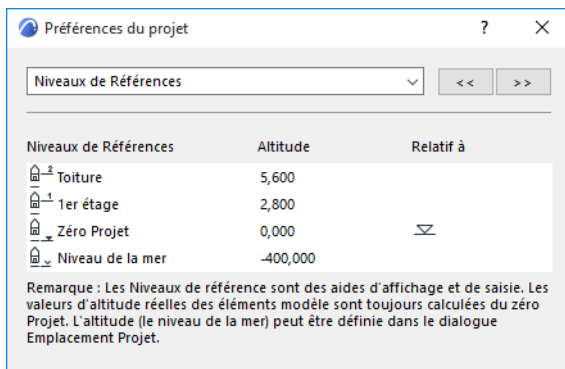 Préférences du projet ?
Niveaux de Références << >>
Niveaux de Références Altitude Relatif à
2 Toiture 5,600
1 1er étage 2,800
Zéro Projet 0,000
Niveau de la mer -400,000
Remarque : Les Niveaux de référence sont des aides d'affichage et de saisie. Les
valeurs d'altitude réelles des éléments modèle sont toujours calculées du zéro
Projet. L'altitude (le niveau de la mer) peut être définie dans le dialogue
Emplacement Projet.